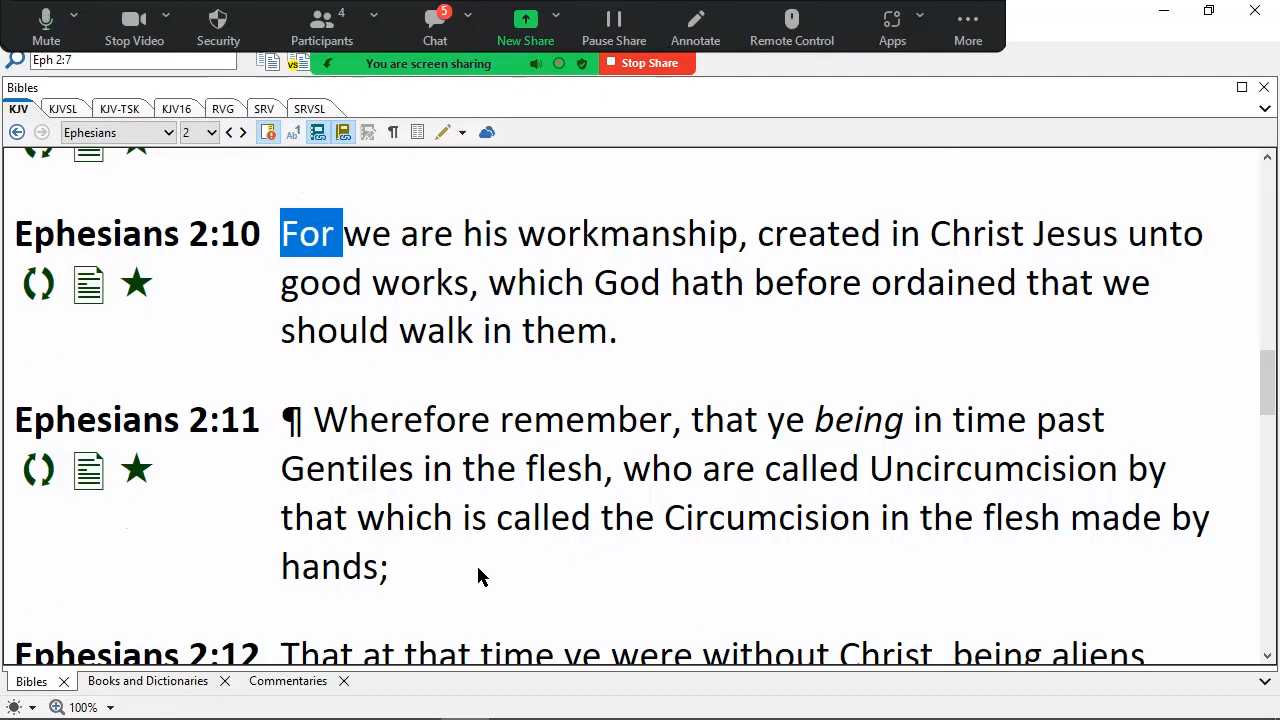 4
5
Mute
Stop Video
Security
Participants
Chat
New Share
Pause Share
Annotate
Remote Control
Apps
More
Eph 2:7
VS
You are screen sharing
Stop Share
Bibles
KJV
KJVSL
KJV-TSK
KJV16
RVG
SRV
SRVSL
Ephesians
2
Ab¹
¶
Ephesians 2:10
For we are his workmanship, created in Christ Jesus unto
good works, which God hath before ordained that we
should walk in them.
Ephesians 2:11
¶ Wherefore remember, that ye being in time past
Gentiles in the flesh, who are called Uncircumcision by
that which is called the Circumcision in the flesh made by
hands;
Ephesians 2:12
That at that time ye were without Christ, being aliens
Bibles
Books and Dictionaries
Commentaries
100%